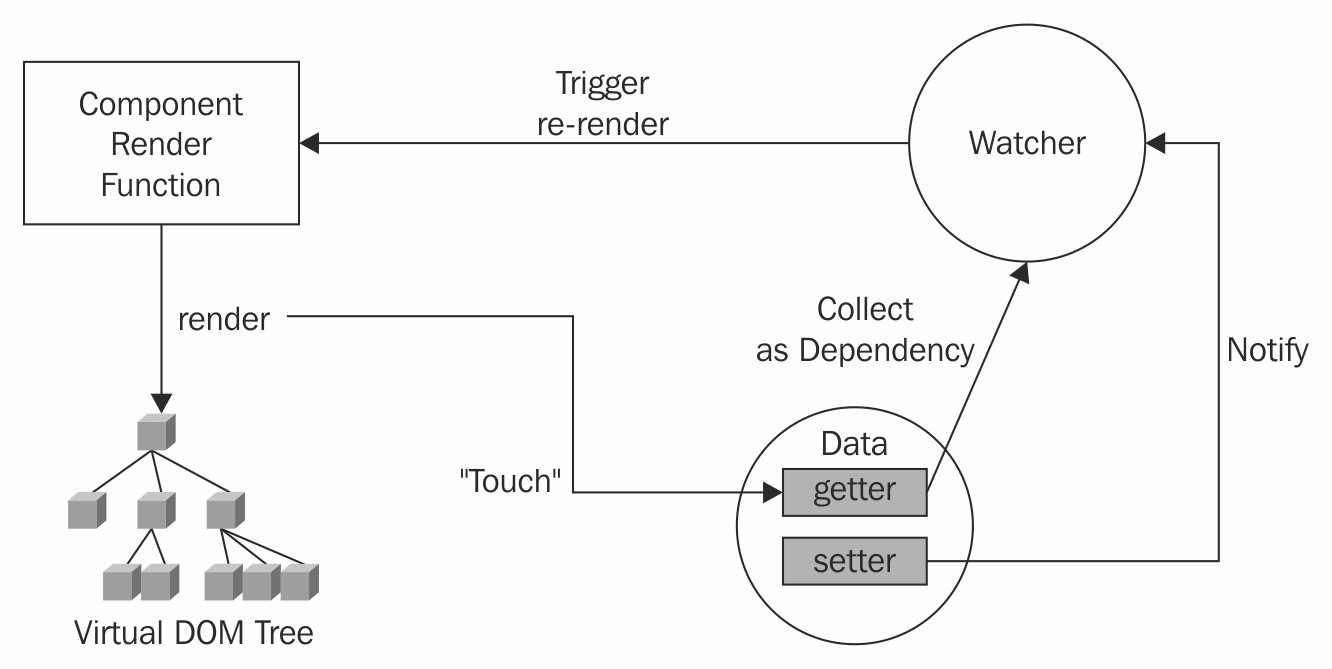 Component
Render
Function
Trigger
re-render
Watcher
render
Collect
as Dependency
Notify
"Touch"
Data
getter
setter
Virtual DOM Tree